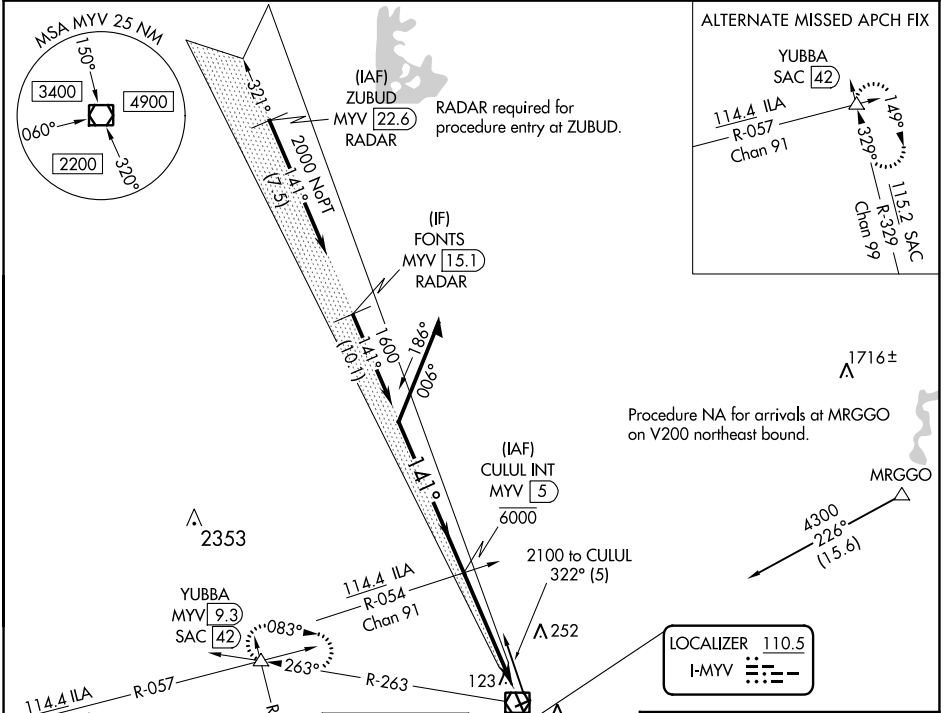 MSA MYV 25 NM
150°
3400
4900
060°
2200
320°
321°
(IAF)
ZUBUD
MYV 22.6
RADAR
RADAR required for
procedure entry at ZUBUD.
2000 NoPT
141°
(7.5)
(IF)
FONTS
MYV 15.1
RADAR
1600
141°
(10.1)
186°
006°
141°
(IAF)
CULUL INT
MYV 5
6000
2100 to CULUL
322° (5)
ALTERNATE MISSED APCH FIX
YUBBA
SAC 42
114.4 ILA
R-057
Chan 91
149°
329°
115.2 SAC
R-329
Chan 99
1716±
Procedure NA for arrivals at MRGGO
on V200 northeast bound.
MRGGO
4300
226°
(15.6)
2353
YUBBA
MYV 9.3
SAC 42
083°
263°
114.4 ILA
R-054
Chan 91
252
123
R-263
114.4 ILA
R-057
R
LOCALIZER 110.5
I-MYV